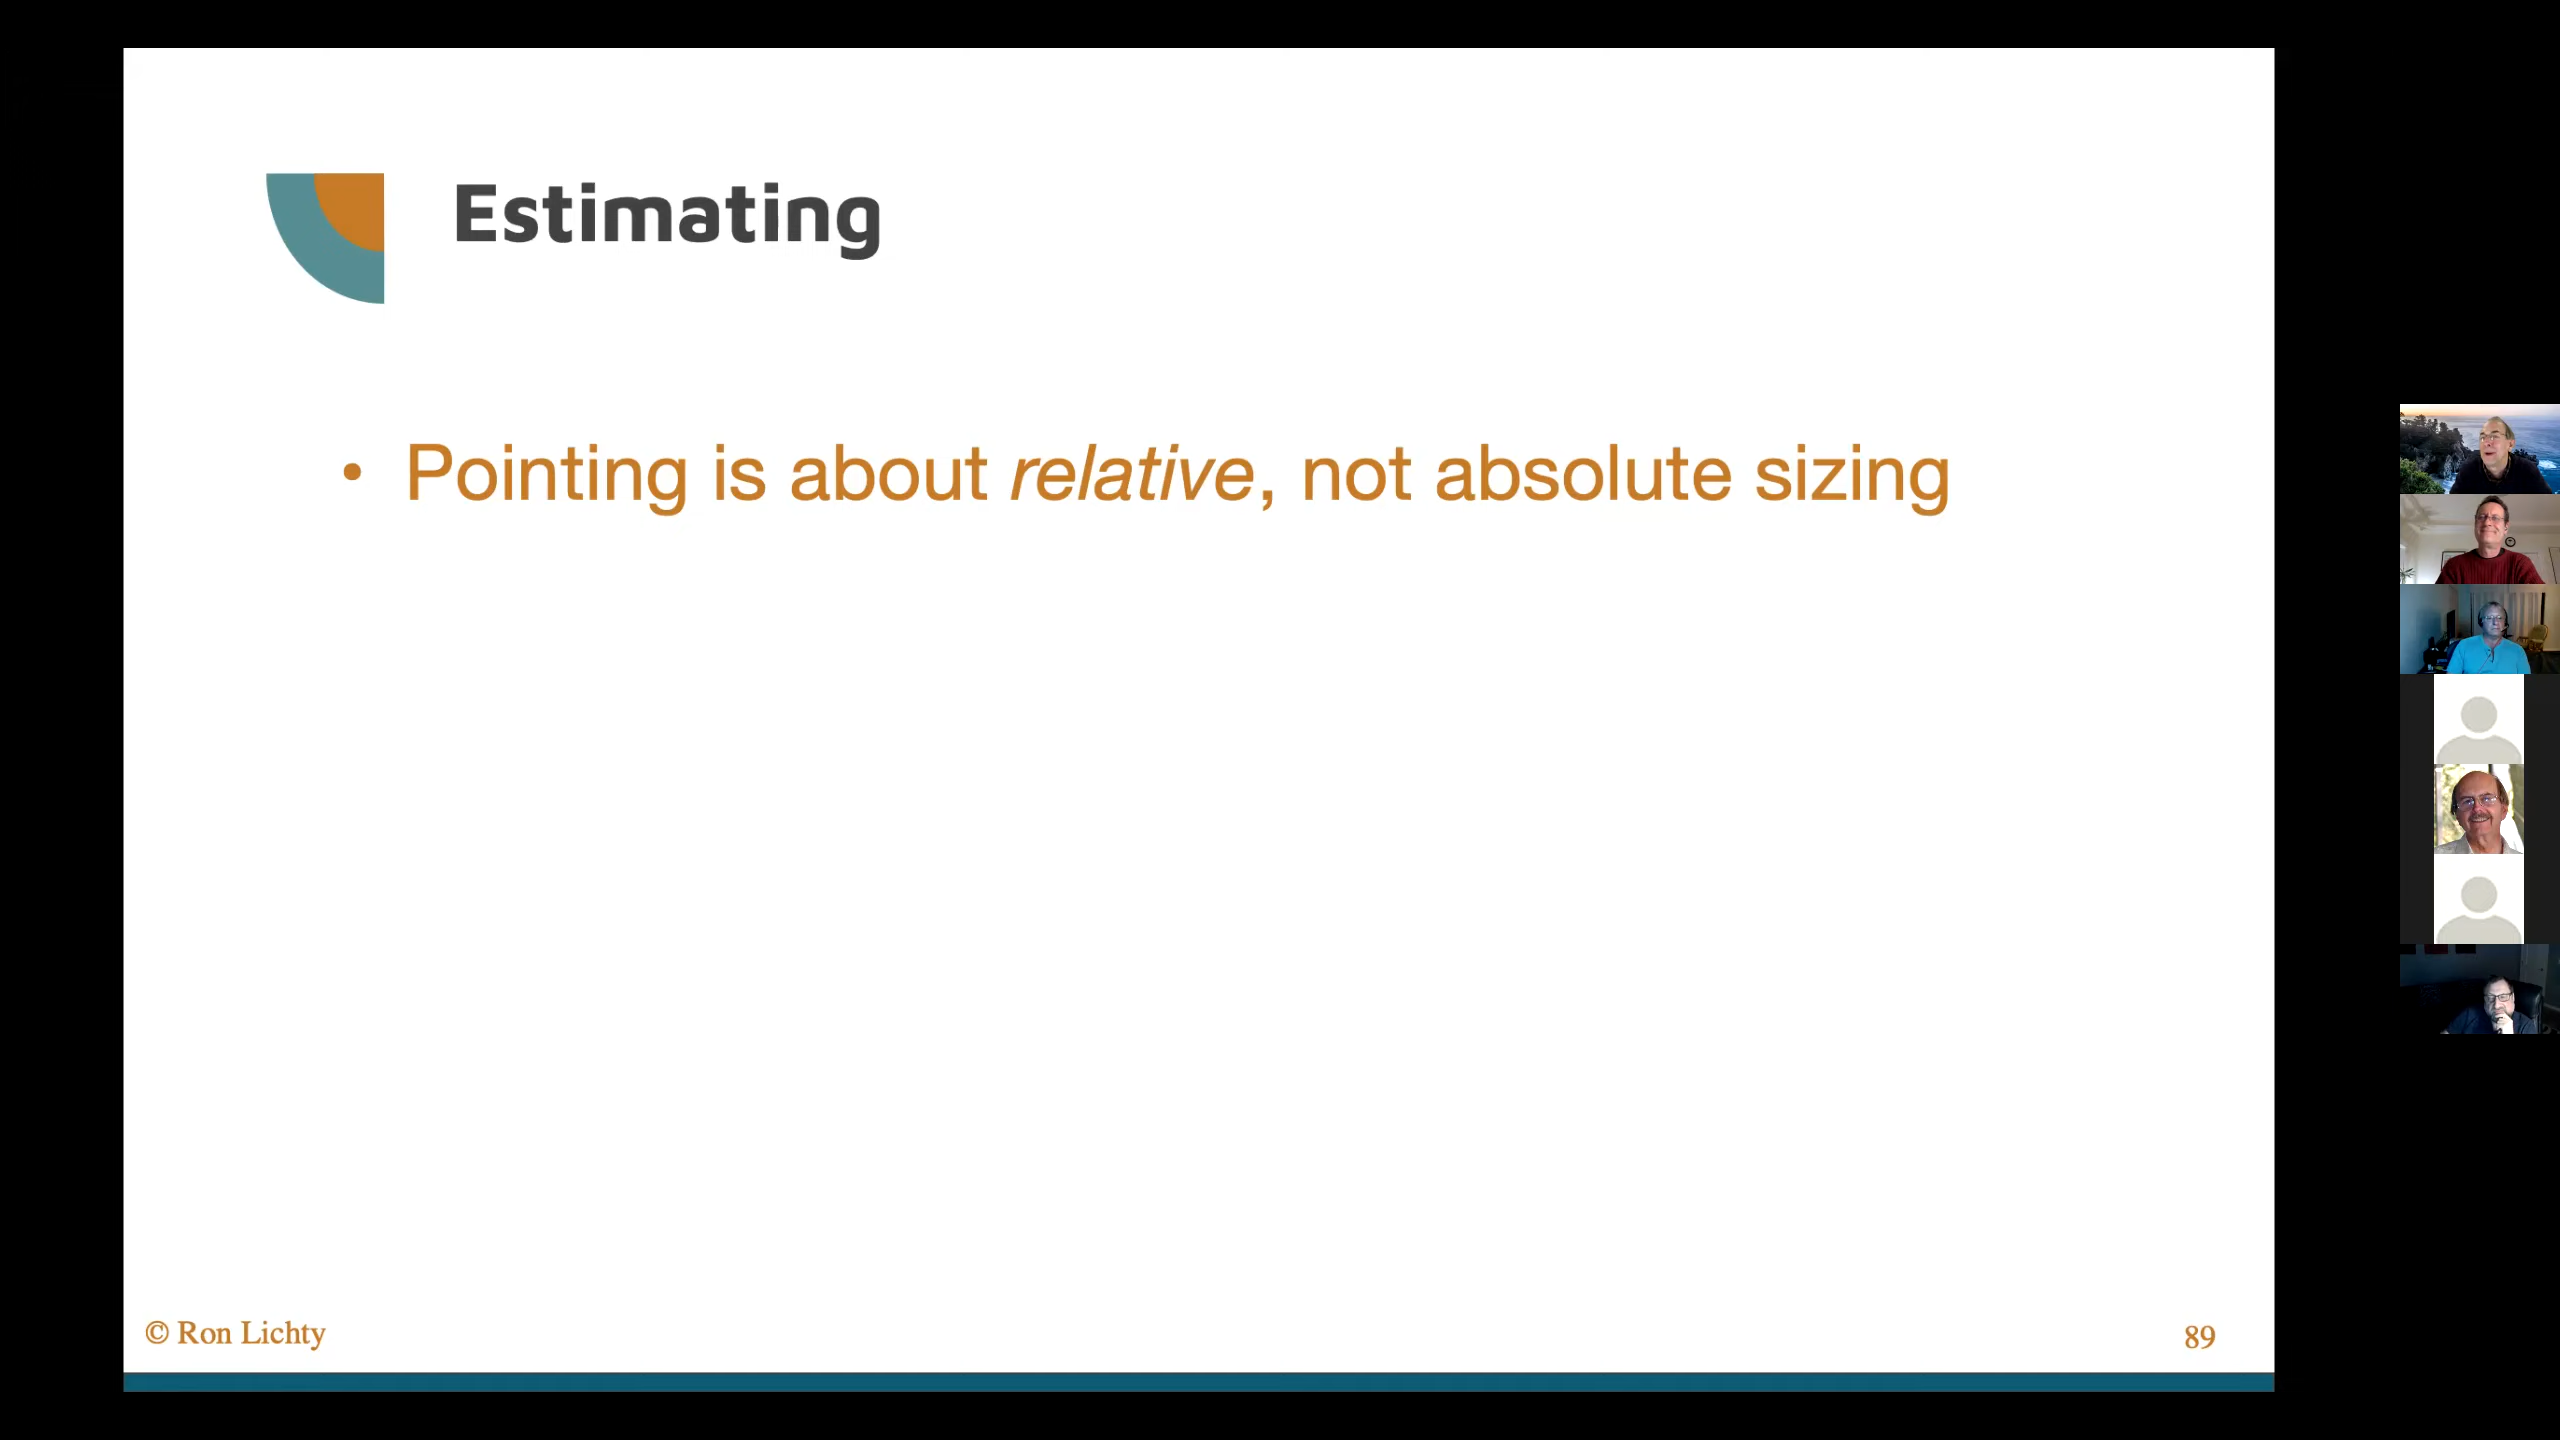 Estimating
• Pointing is about relative, not absolute sizing
© Ron Lichty
89